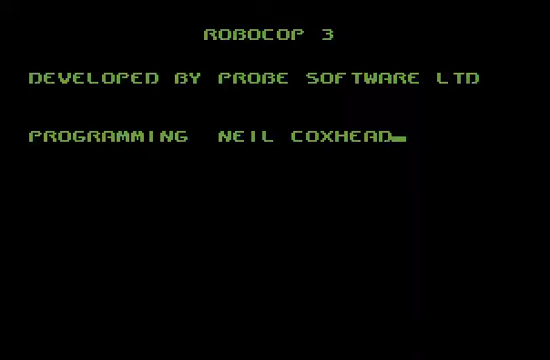 ROBOCOP 3
DEVELOPED BY PROBE SOFTWARE LTD
PROGRAMMING NEIL COXHEAD